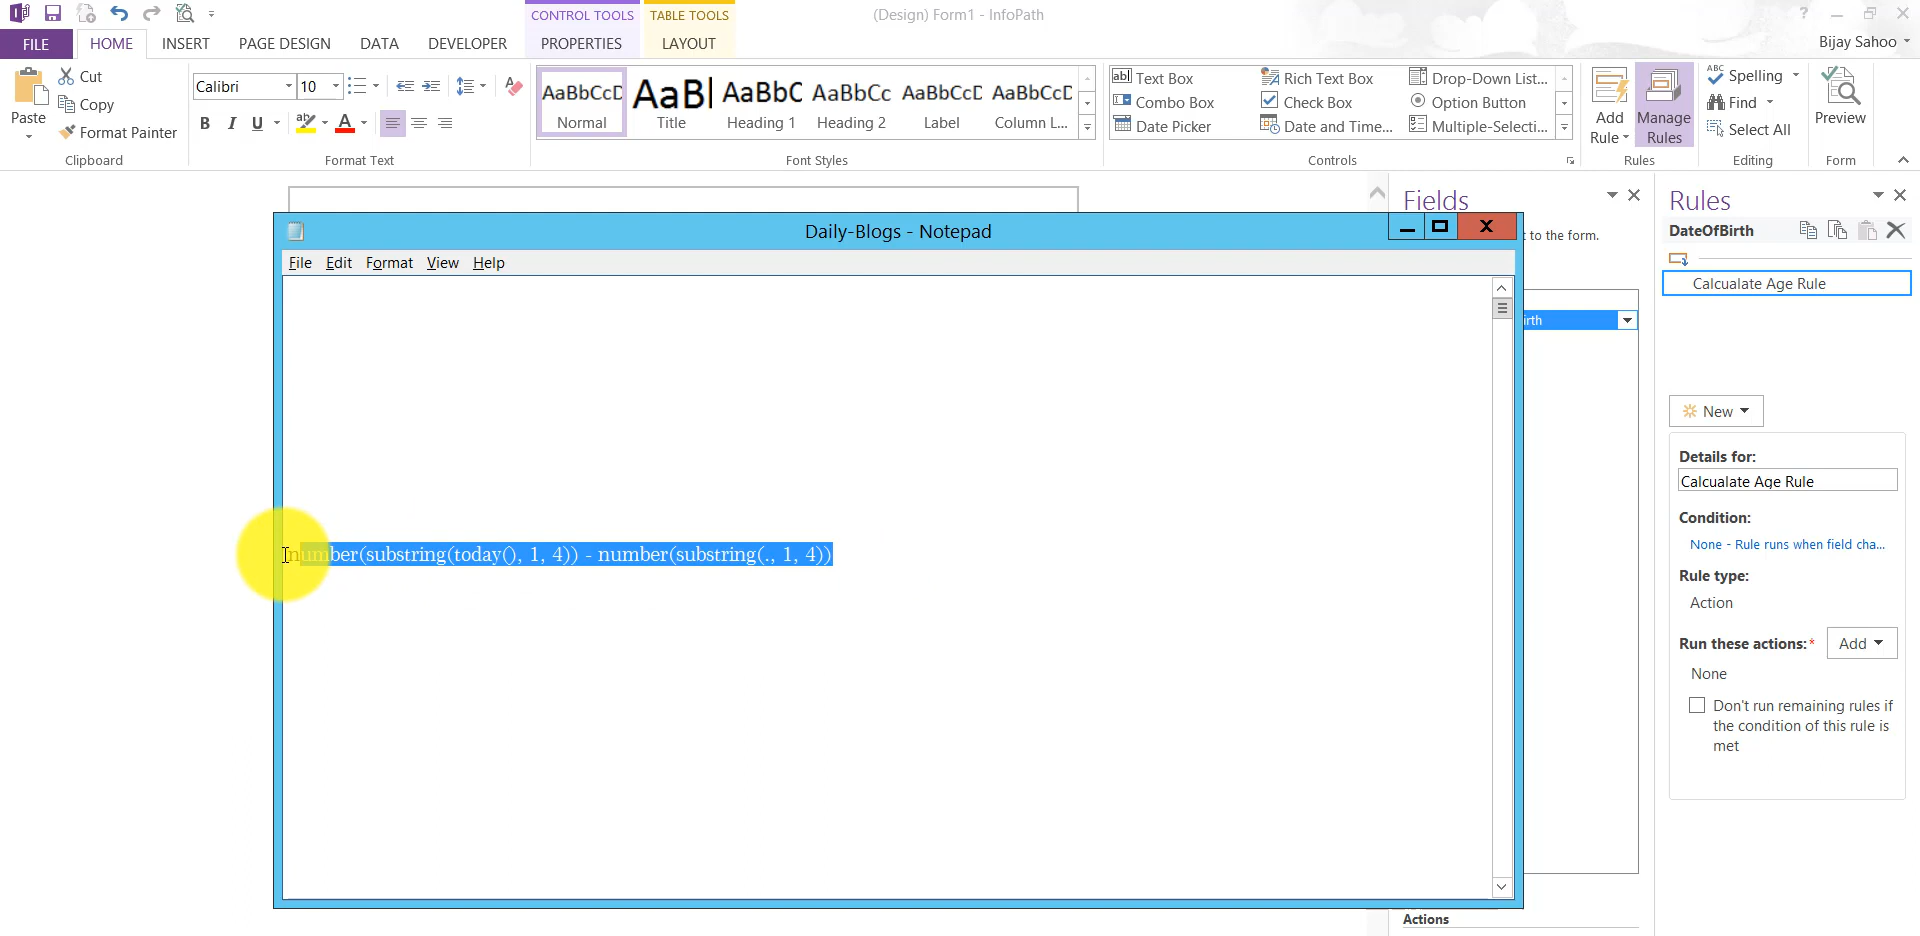 CONTROL TOOLS
TABLE TOOLS
(Design) Form1 - InfoPath
?
FILE
HOME
INSERT
PAGE DESIGN
DATA
DEVELOPER
PROPERTIES
LAYOUT
Bijay Sahoo
Paste
Cut
Copy
Format Painter
Clipboard
Calibri
10
B I U
ab
A
Format Text
AaBbCcD
Normal
AaBl
Title
AaBbC
Heading 1
AaBbCc
Heading 2
AaBbCcD
Label
AaBbCcD
Column L...
Font Styles
ab Text Box
Rich Text Box
Drop-Down List...
Combo Box
Check Box
Option Button
Date Picker
Date and Time...
Multiple-Selecti...
Controls
Add
Rule
Manage
Rules
Rules
ABC
Spelling
Find
Select All
Editing
Preview
Form
Fields
t to the form.
irth
Actions
Rules
DateOfBirth
Calcualate Age Rule
New
Details for:
Calcualate Age Rule
Condition:
None - Rule runs when field cha...
Rule type:
Action
Run these actions:*
Add
None
Don't run remaining rules if
the condition of this rule is
met
Daily-Blogs - Notepad
X
File Edit Format View Help
number(substring(today(), 1, 4)) - number(substring(., 1, 4))